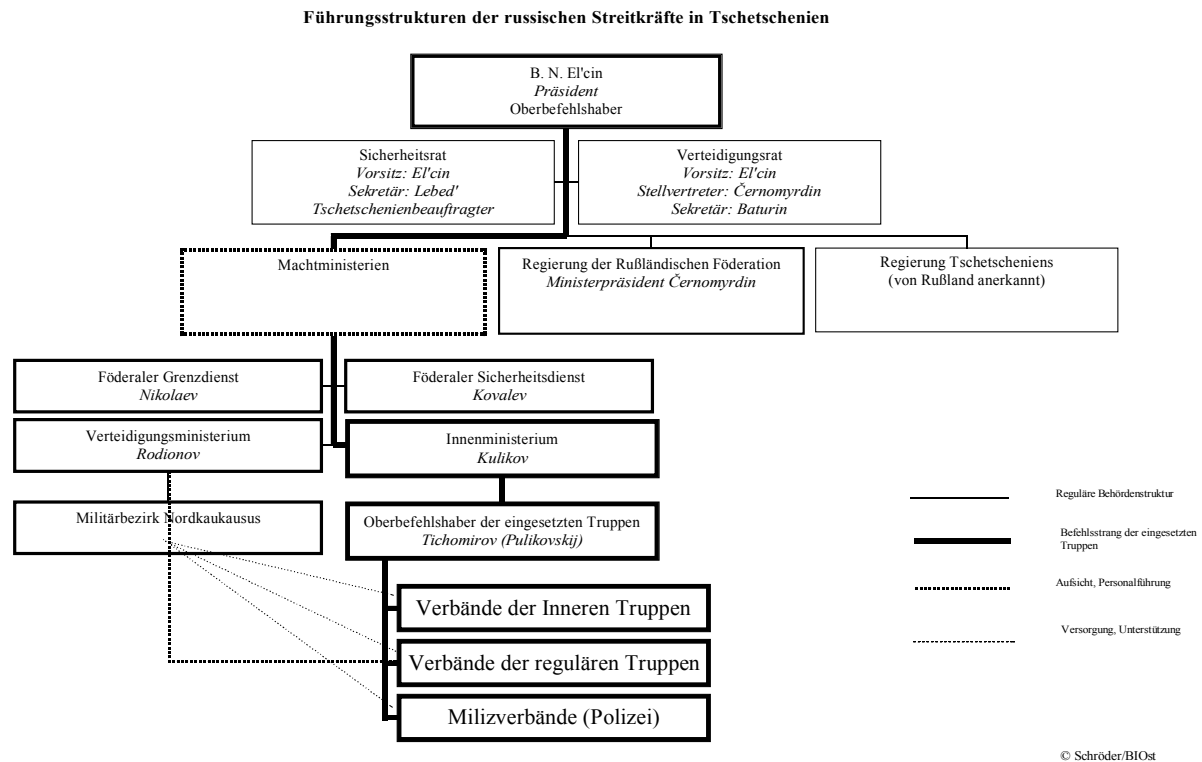 Führungsstrukturen der russischen Streitkräfte in Tschetschenien
B. N. El'cin
Präsident
Oberbefehlshaber
Sicherheitsrat
Vorsitz: El'cin
Sekretär: Lebed'
Tschetschenienbeauftragter
Verteidigungsrat
Vorsitz: El'cin
Stellvertreter: Černomyrdin
Sekretär: Baturin
Machtministerien
Regierung der Rußländischen Föderation
Ministerpräsident Černomyrdin
Regierung Tschetscheniens
(von Rußland anerkannt)
Föderaler Grenzdienst
Nikolaev
Föderaler Sicherheitsdienst
Kovalev
Verteidigungsministerium
Rodionov
Innenministerium
Kulikov
Militärbezirk Nordkaukausus
Oberbefehlshaber der eingesetzten Truppen
Tichomirov (Pulikovskij)
Verbände der Inneren Truppen
Verbände der regulären Truppen
Milizverbände (Polizei)
Reguläre Behördenstruktur
Befehlsstrang der eingesetzten
Truppen
Aufsicht, Personalführung
Versorgung, Unterstützung
© Schröder/BIOst